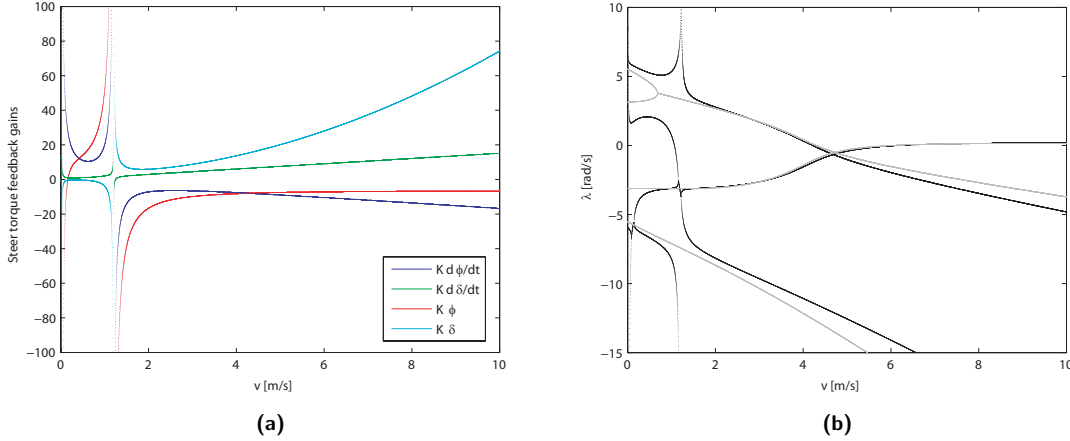 Steer torque feedback gains
100
80
60
40
20
0
−20
−40
−60
−80
−100
0
2
4
6
8
10
v [m/s]
K d ϕ/dt
K d δ/dt
K ϕ
K δ
(a)
λ [rad/s]
10
5
0
−5
−10
−15
0
2
4
6
8
10
v [m/s]
(b)